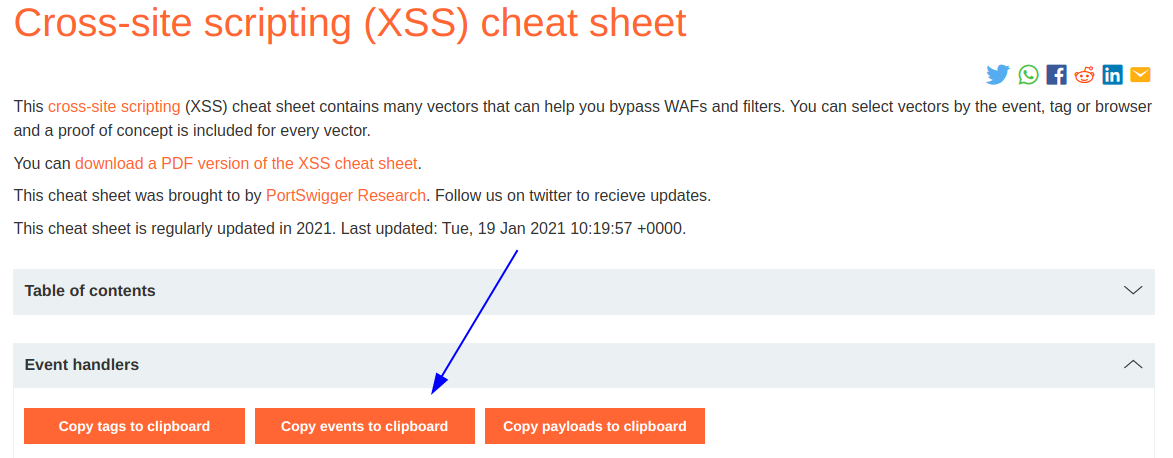 Cross-site scripting (XSS) cheat sheet
This cross-site scripting (XSS) cheat sheet contains many vectors that can help you bypass WAFs and filters. You can select vectors by the event, tag or browser
and a proof of concept is included for every vector.
You can download a PDF version of the XSS cheat sheet.
This cheat sheet was brought to by PortSwigger Research. Follow us on twitter to recieve updates.
This cheat sheet is regularly updated in 2021. Last updated: Tue, 19 Jan 2021 10:19:57 +0000.
Table of contents
Event handlers
Copy tags to clipboard Copy events to clipboard Copy payloads to clipboard